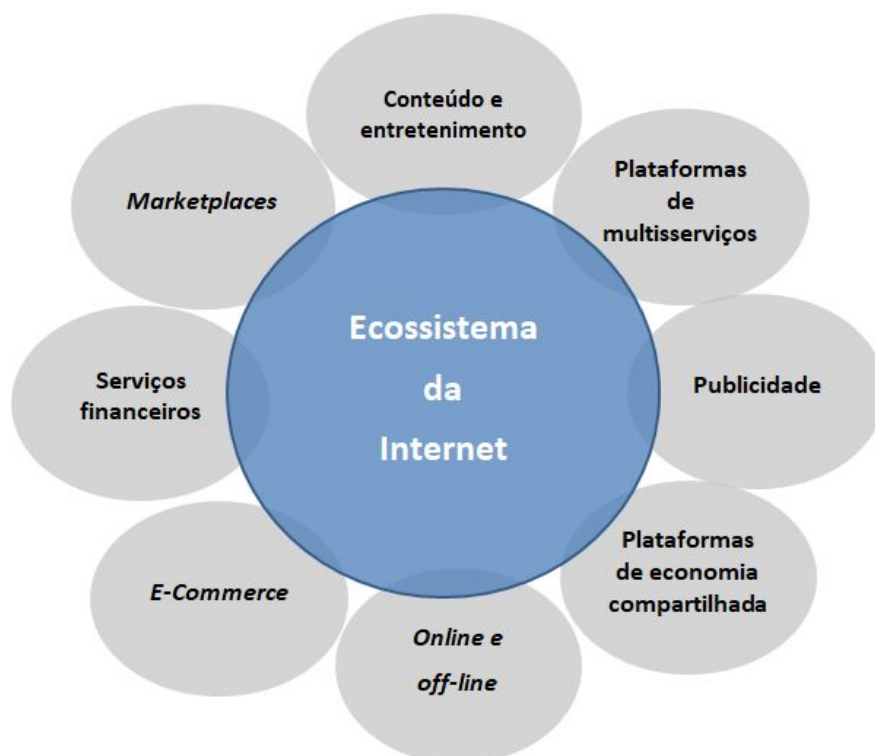 Conteúdo e
entretenimento
Plataformas
de
multisserviços
Publicidade
Plataformas
de economia
compartilhada
Online e
off-line
E-Commerce
Serviços
financeiros
Marketplaces
Ecossistema
da
Internet